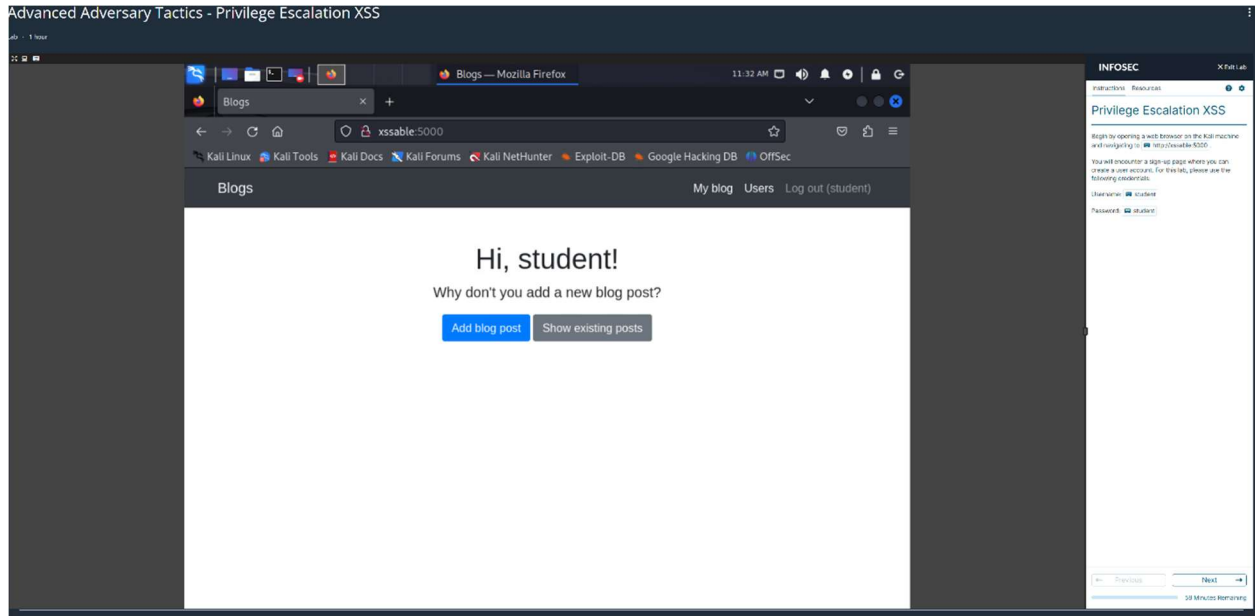 Advanced Adversary Tactics - Privilege Escalation XSS
Lab · 1 hour
Blogs — Mozilla Firefox
11:32 AM
Blogs
xssable:5000
Kali Linux Kali Tools Kali Docs Kali Forums Kali NetHunter Exploit-DB Google Hacking DB OffSec
Blogs My blog Users Log out (student)
Hi, student!
Why don't you add a new blog post?
Add blog post Show existing posts
INFOSEC Exit Lab
Instructions Resources
Privilege Escalation XSS
Begin by opening a web browser on the Kali machine
and navigating to http://xssable:5000 .
You will encounter a sign-up page where you can
create a user account. For this lab, please use the
following credentials:
Username: student
Password: student
Previous Next
58 Minutes Remaining